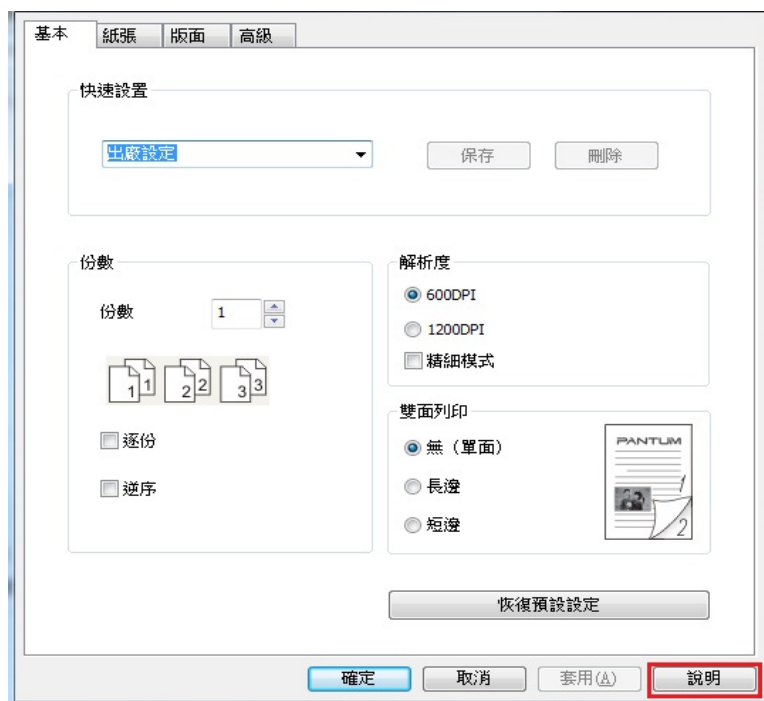 基本 紙張 版面 高級
快速設置
出廠設定 保存 刪除
份數
份數 1
1 1 2 2 3 3
逐份
逆序
解析度
600DPI
1200DPI
精細模式
雙面列印
無（單面）
長邊
短邊
PANTUM
1
2
恢復預設設定
確定 取消 套用(A) 說明